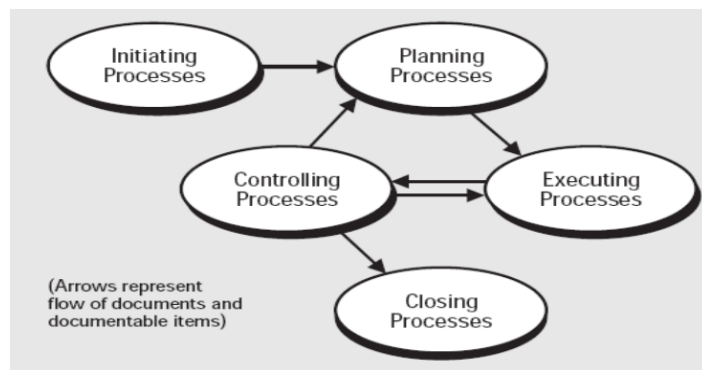 Initiating
Processes
Planning
Processes
Controlling
Processes
Executing
Processes
(Arrows represent
flow of documents and
documentable items)
Closing
Processes